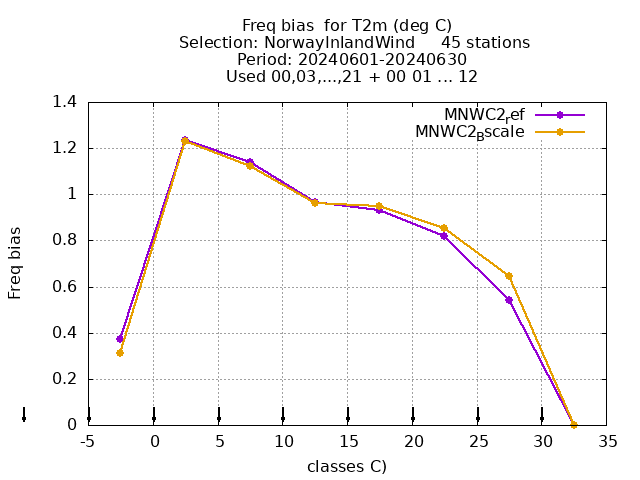 Freq bias  for T2m (deg C)
Selection: NorwayInlandWind     45 stations
Period: 20240601-20240630
Used 00,03,...,21 + 00 01 ... 12
MNWC2ref
MNWC2Bscale
1.4
1.2
1
0.8
0.6
0.4
0.2
0
Freq bias
-5 0 5 10 15 20 25 30 35
classes C)